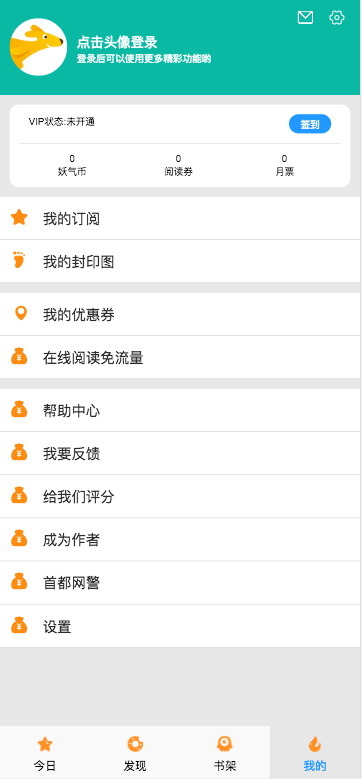 点击头像登录
登录后可以使用更多精彩功能哟
VIP状态:未开通
签到
0 0 0
妖气币 阅读券 月票
我的订阅
我的封印图
我的优惠券
在线阅读免流量
帮助中心
我要反馈
给我们评分
成为作者
首都网警
设置
今日 发现 书架 我的